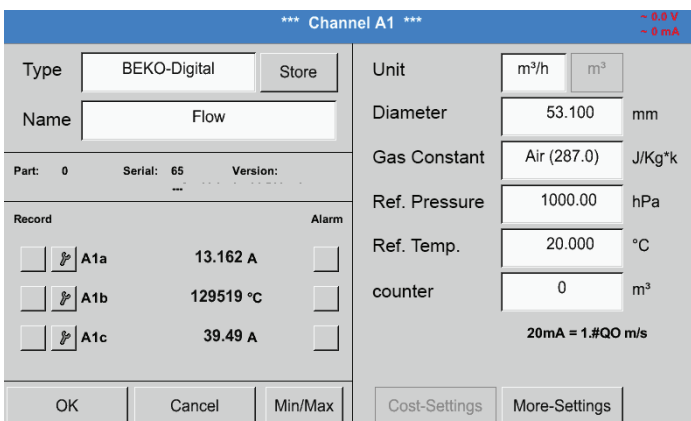 *** Channel A1 ***
~ 0.0 V
~ 0 mA
Type BEKO-Digital Store
Name Flow
Part: 0 Serial: 65 Version:
---
Record Alarm
A1a 13.162 A
A1b 129519 °C
A1c 39.49 A
OK Cancel Min/Max
Unit m³/h m³
Diameter 53.100 mm
Gas Constant Air (287.0) J/Kg*k
Ref. Pressure 1000.00 hPa
Ref. Temp. 20.000 °C
counter 0 m³
20mA = 1.#QO m/s
Cost-Settings More-Settings